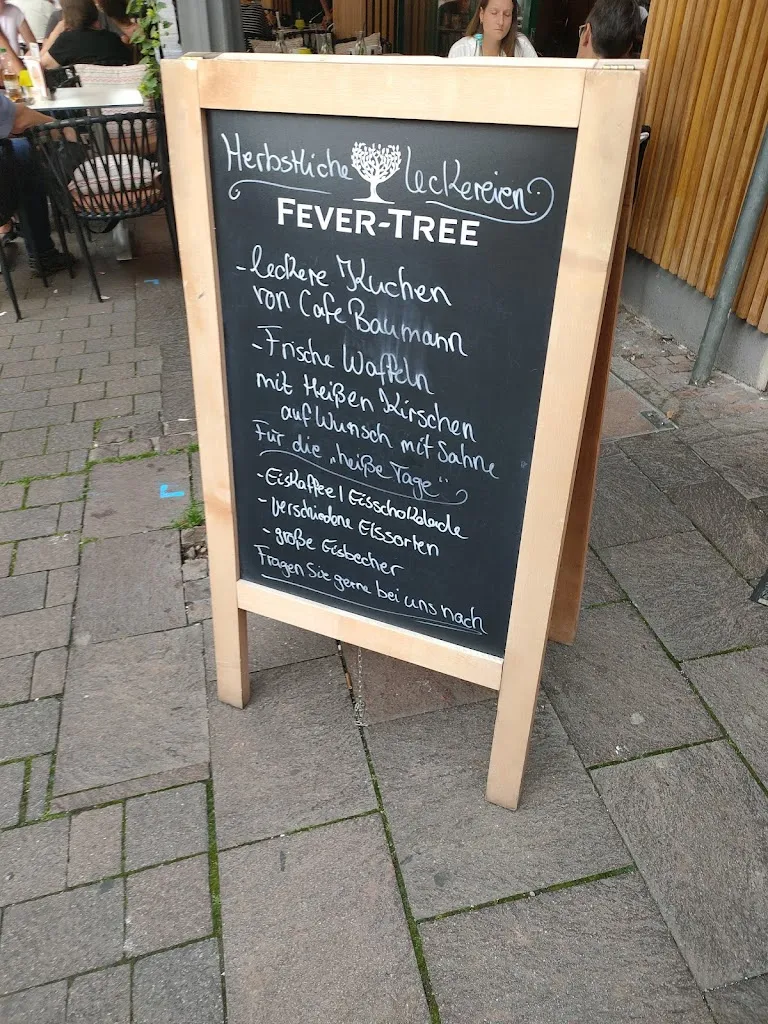 Herbstliche Leckereien
FEVER-TREE
- leckere Kuchen
von Cafe Baumann
- Frische Waffeln
mit Heißen Kirschen
auf Wunsch mit Sahne
Für die „heiße Tage"
- Eiskaffee | Eisschokolade
- verschiedene Eissorten
- große Eisbecher
Fragen Sie gerne bei uns nach